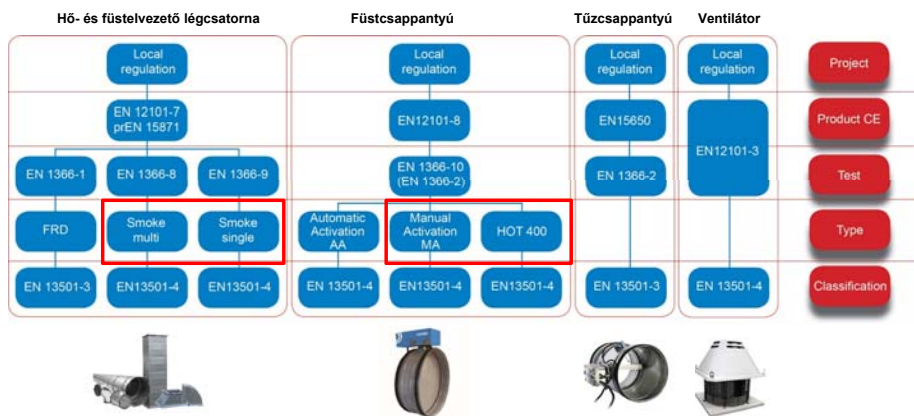 Hő- és füstelvezető légcsatorna
Füstcsappantyú
Tűzcsappantyú
Ventilátor
Local
regulation
Local
regulation
Local
regulation
Local
regulation
Project
EN 12101-7
prEN 15871
EN12101-8
EN15650
EN12101-3
Product CE
EN 1366-1
EN 1366-8
EN 1366-9
EN 1366-10
(EN 1366-2)
EN 1366-2
Test
FRD
Smoke
multi
Smoke
single
Automatic
Activation
AA
Manual
Activation
MA
HOT 400
Type
EN 13501-3
EN13501-4
EN13501-4
EN 13501-4
EN13501-4
EN13501-4
EN 13501-3
EN 13501-4
Classification